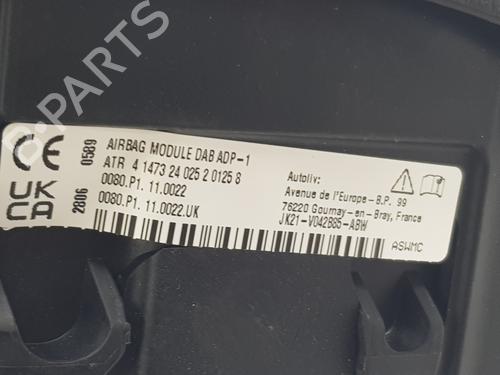 B-PARTS
CE 0589
UKCA 2806
AIRBAG MODULE DAB ADP-1
ATR 4 1473 24 025 2 0125 8
0080.P1. 11.0022
0080.P1. 11.0022.UK
Autoliv:
Avenue de l'Europe-B.P. 99
76220 Gournay-en-Bray, France
JK21-V042B85-ABW
ASWMC